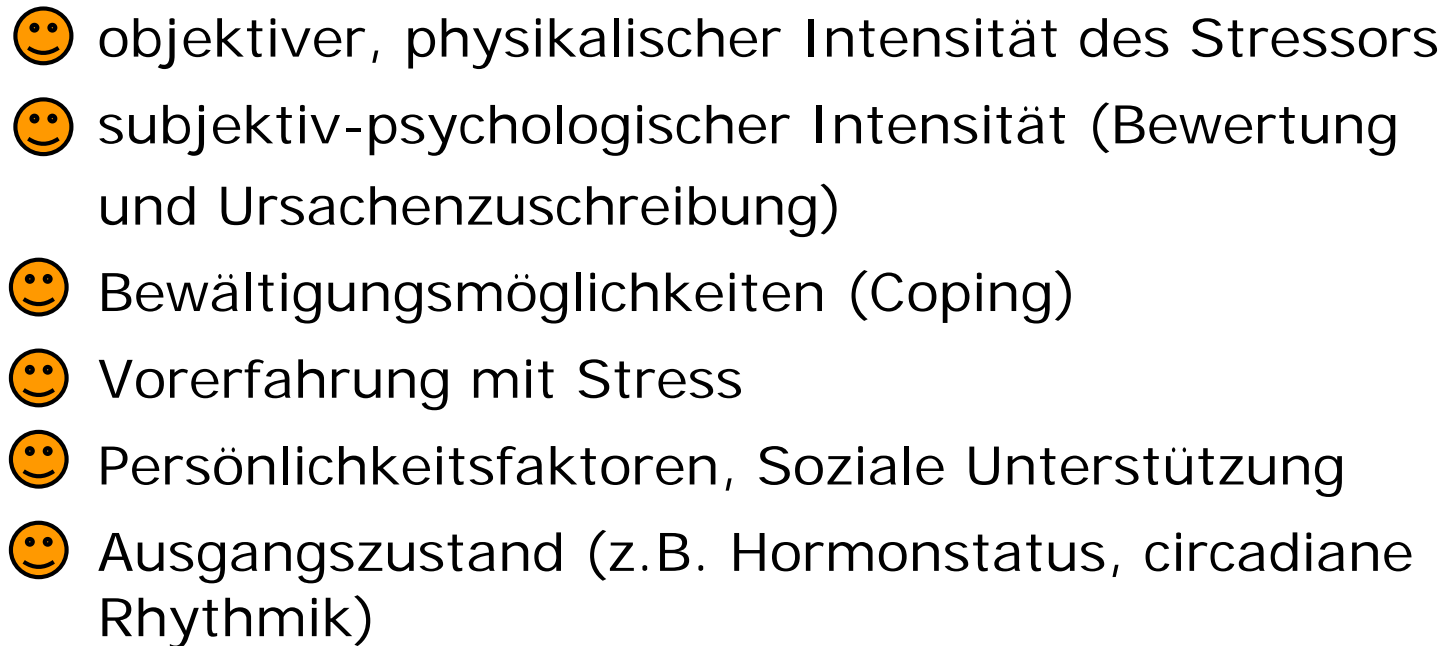 objektiver, physikalischer Intensität des Stressors
subjektiv-psychologischer Intensität (Bewertung
und Ursachenzuschreibung)
Bewältigungsmöglichkeiten (Coping)
Vorerfahrung mit Stress
Persönlichkeitsfaktoren, Soziale Unterstützung
Ausgangszustand (z.B. Hormonstatus, circadiane
Rhythmik)